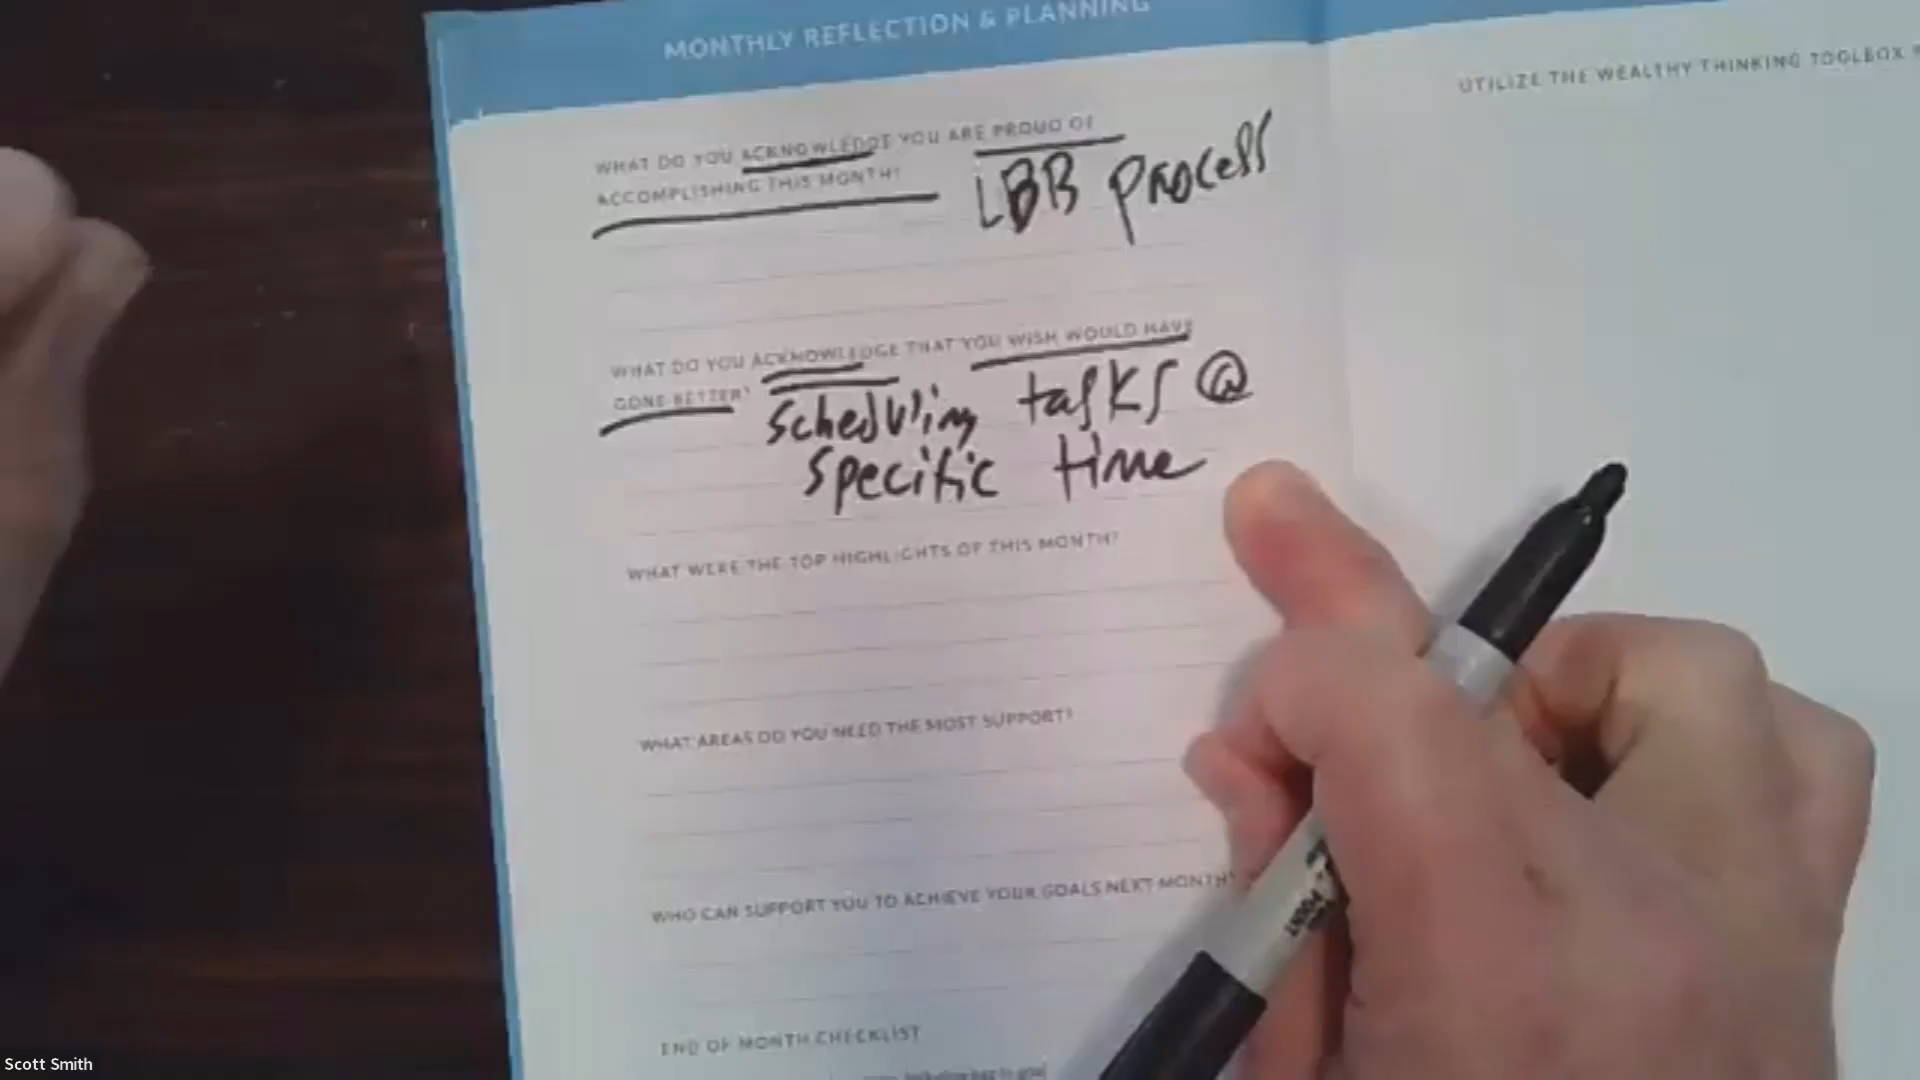 MONTHLY REFLECTION & PLANNING
UTILIZE THE WEALTHY THINKING TOOLBOX
WHAT DO YOU ACKNOWLEDGE YOU ARE PROUD OF
ACCOMPLISHING THIS MONTH?
LBB process
WHAT DO YOU ACKNOWLEDGE THAT YOU WISH WOULD HAVE
GONE BETTER?
scheduling tasks @
specific time
WHAT WERE THE TOP HIGHLIGHTS OF THIS MONTH?
WHAT AREAS DO YOU NEED THE MOST SUPPORT?
WHO CAN SUPPORT YOU TO ACHIEVE YOUR GOALS NEXT MONTH?
END OF MONTH CHECKLIST
POINT
Scott Smith